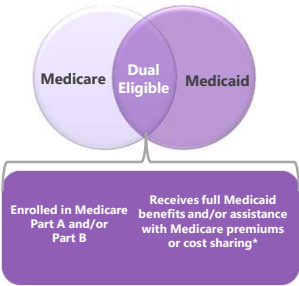 Medicare
Dual
Eligible
Medicaid
Enrolled in Medicare
Part A and/or
Part B
Receives full Medicaid
benefits and/or assistance
with Medicare premiums
or cost sharing*